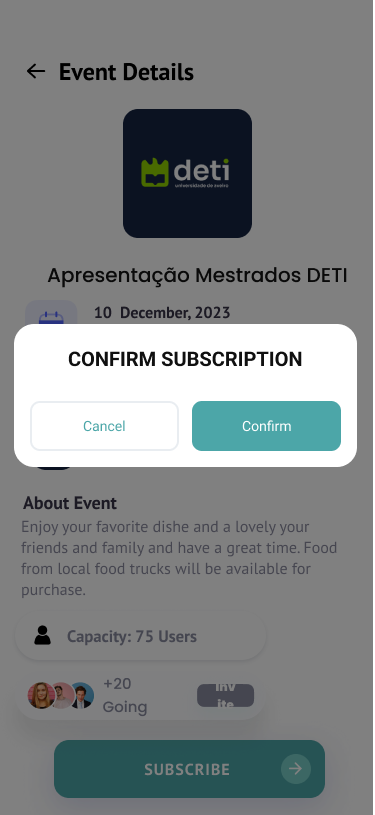 Event Details
deti
universidade de aveiro
Apresentação Mestrados DETI
10 December, 2023
CONFIRM SUBSCRIPTION
Cancel
Confirm
About Event
Enjoy your favorite dishe and a lovely your
friends and family and have a great time. Food
from local food trucks will be available for
purchase.
Capacity: 75 Users
+20
Going
Inv
ite
SUBSCRIBE